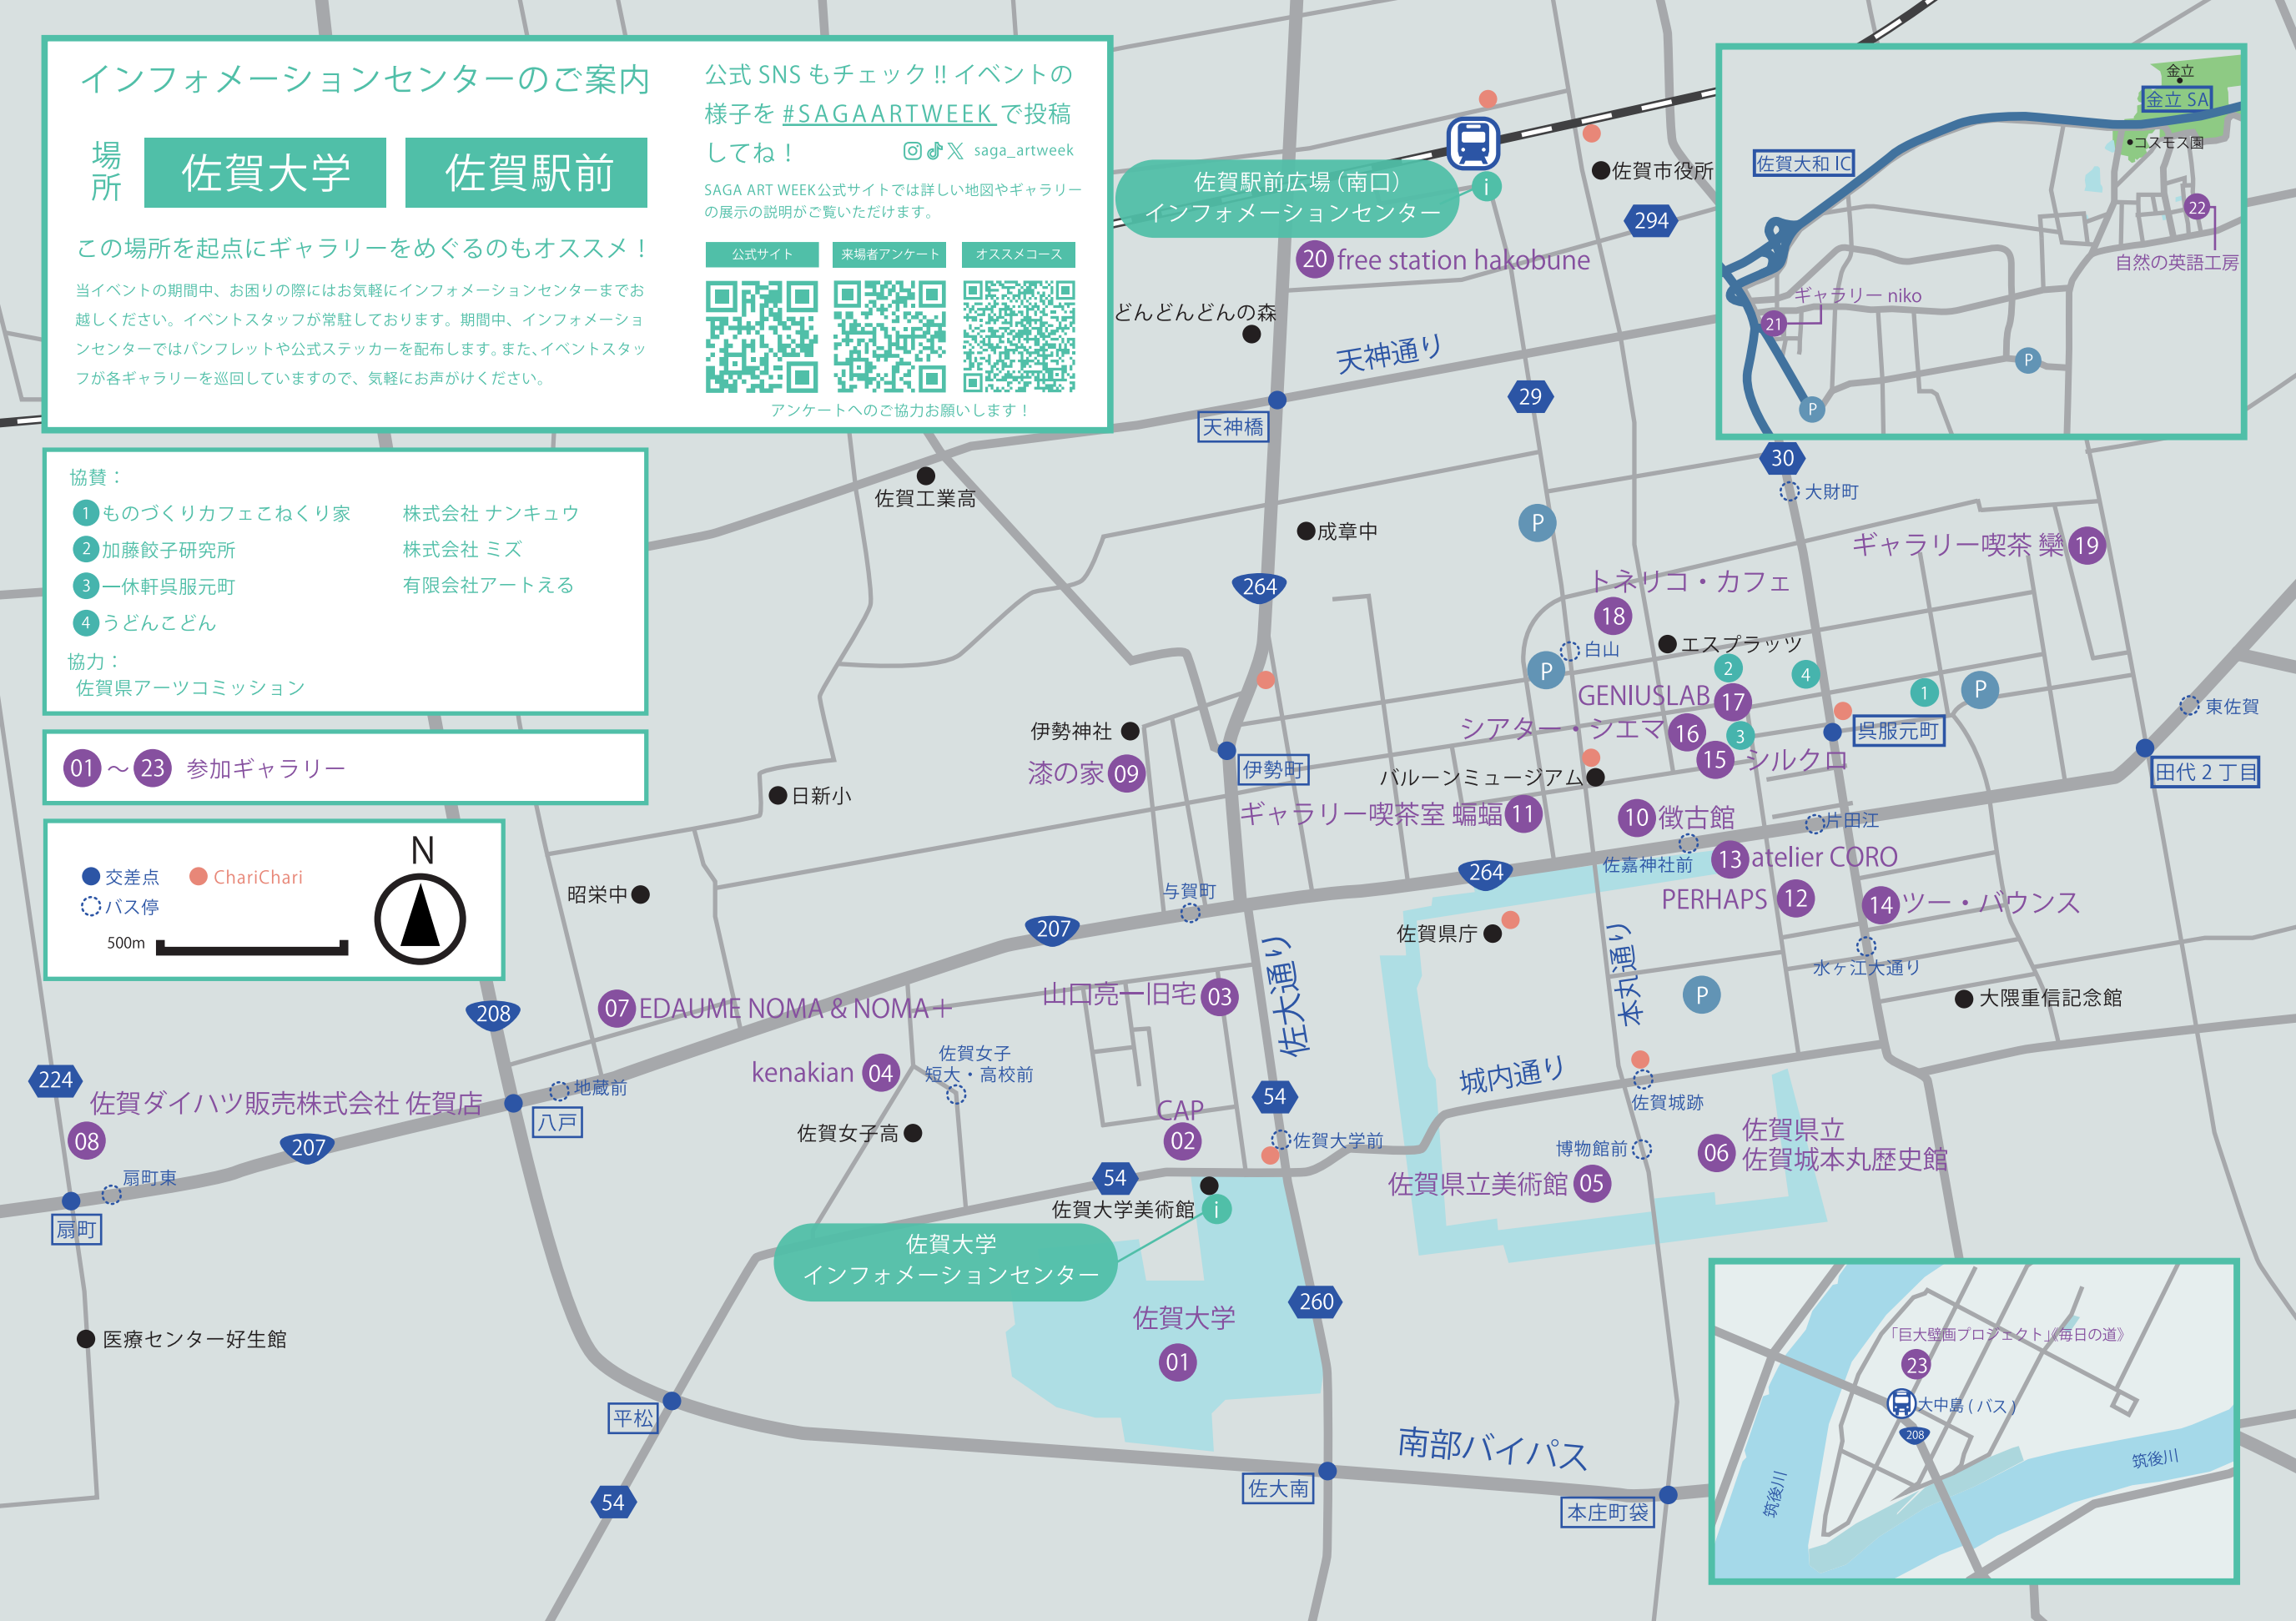 インフォメーションセンターのご案内
場所
佐賀大学
佐賀駅前
この場所を起点にギャラリーをめぐるのもオススメ！
当イベントの期間中、お困りの際にはお気軽にインフォメーションセンターまでお
越しください。イベントスタッフが常駐しております。期間中、インフォメーショ
ンセンターではパンフレットや公式ステッカーを配布します。また、イベントスタッ
フが各ギャラリーを巡回していますので、気軽にお声がけください。
公式 SNS もチェック !! イベントの
様子を #SAGAARTWEEK で投稿
してね！
saga_artweek
SAGA ART WEEK公式サイトでは詳しい地図やギャラリー
の展示の説明がご覧いただけます。
公式サイト
来場者アンケート
オススメコース
アンケートへのご協力お願いします！
協賛：
1 ものづくりカフェこねくり家
2 加藤餃子研究所
3 一休軒呉服元町
4 うどんこどん
株式会社 ナンキュウ
株式会社 ミズ
有限会社アートえる
協力：
佐賀県アーツコミッション
01 〜 23 参加ギャラリー
交差点
ChariChari
バス停
500m
N
佐賀駅前広場（南口）
インフォメーションセンター
i
佐賀市役所
294
20 free station hakobune
どんどんどんの森
天神通り
天神橋
29
佐賀工業高
成章中
264
P
30
大財町
ギャラリー喫茶 欒 19
トネリコ・カフェ
18
白山
P
エスプラッツ
2
4
1
P
GENIUSLAB 17
シアター・シエマ 16
3
15 シルクロ
呉服元町
東佐賀
田代 2 丁目
伊勢神社
漆の家 09
伊勢町
バルーンミュージアム
日新小
ギャラリー喫茶室 蝙蝠 11
10 徴古館
片田江
佐嘉神社前
13 atelier CORO
264
昭栄中
与賀町
PERHAPS 12
14 ツー・バウンス
207
佐賀県庁
佐大通り
本丸通り
水ヶ江大通り
山口亮一旧宅 03
P
大隈重信記念館
07 EDAUME NOMA & NOMA＋
208
kenakian 04
佐賀女子
短大・高校前
城内通り
224
佐賀ダイハツ販売株式会社 佐賀店
08
地蔵前
八戸
54
CAP
02
佐賀城跡
佐賀女子高
佐賀大学前
207
扇町東
扇町
博物館前
06 佐賀県立
佐賀城本丸歴史館
54
佐賀県立美術館 05
佐賀大学美術館
i
佐賀大学
インフォメーションセンター
260
佐賀大学
01
医療センター好生館
平松
南部バイパス
佐大南
54
本庄町袋
金立
金立 SA
コスモス園
佐賀大和 IC
22
自然の英語工房
ギャラリー niko
21
P
P
「巨大壁画プロジェクト」《毎日の道》
23
大中島 ( バス )
208
筑後川
筑後川